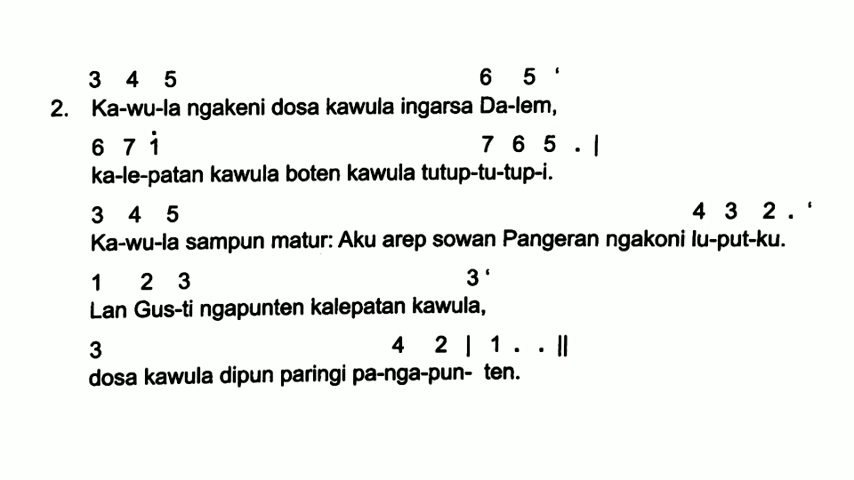 3 4 5 6 5 ‘
2. Ka-wu-la ngakeni dosa kawula ingarsa Da-lem,
6 7 1̇ 7 6 5 . |
ka-le-patan kawula boten kawula tutup-tu-tup-i.
3 4 5 4 3 2 . ‘
Ka-wu-la sampun matur: Aku arep sowan Pangeran ngakoni lu-put-ku.
1 2 3 3 ‘
Lan Gus-ti ngapunten kalepatan kawula,
3 4 2 | 1 . . ||
dosa kawula dipun paringi pa-nga-pun- ten.